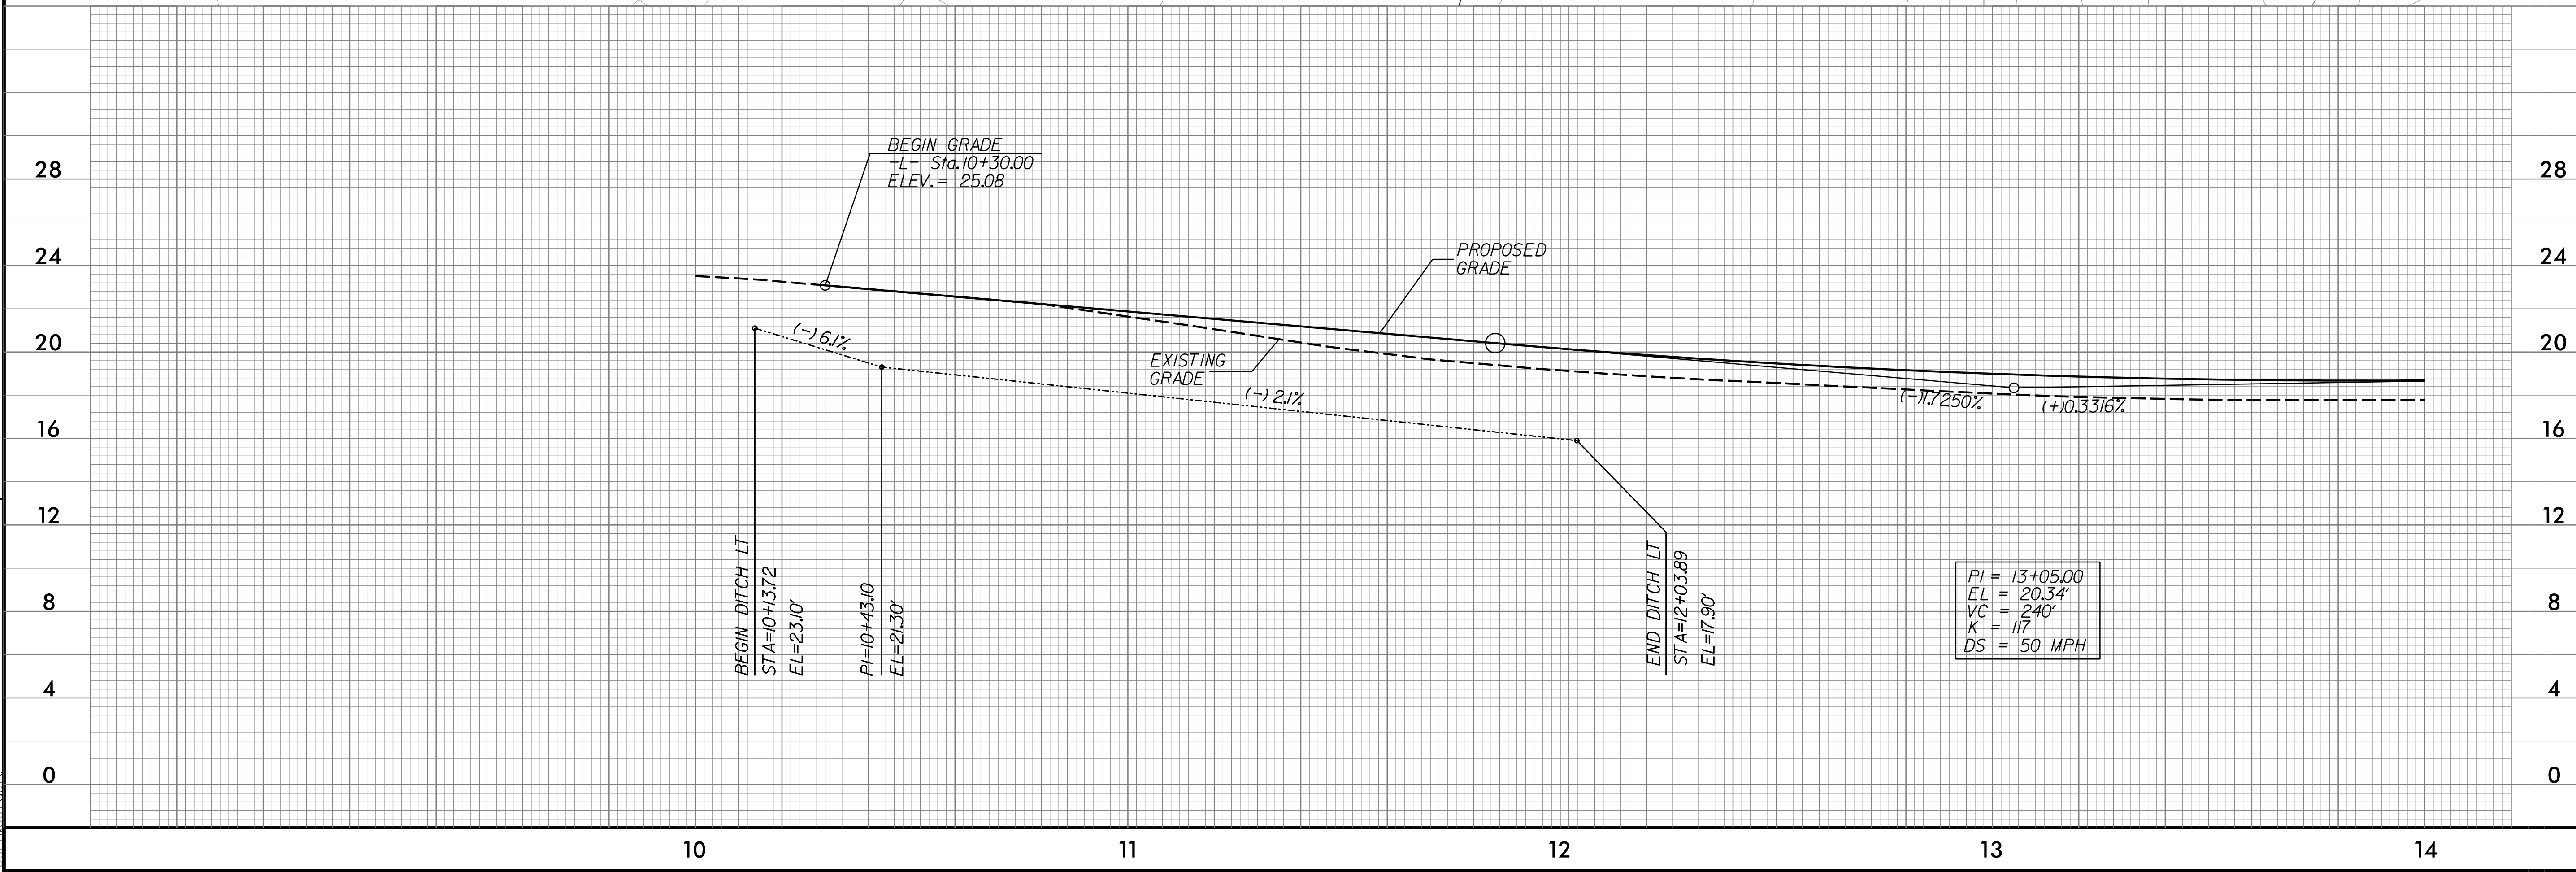 BEGIN GRADE
-L- Sta.10+30.00
ELEV.= 25.08
28
28
PROPOSED
GRADE
24
24
(-)6.1%
20
20
EXISTING
GRADE
(-)2.1%
(-)1.7250%
(+)0.3316%
16
16
12
12
BEGIN DITCH LT
STA=10+13.72
EL=23.10'
PI=10+43.10
EL=21.30'
END DITCH LT
STA=12+03.89
EL=17.90'
PI = 13+05.00
EL = 20.34'
VC = 240'
K = 117
DS = 50 MPH
8
8
4
4
0
0
10
11
12
13
14